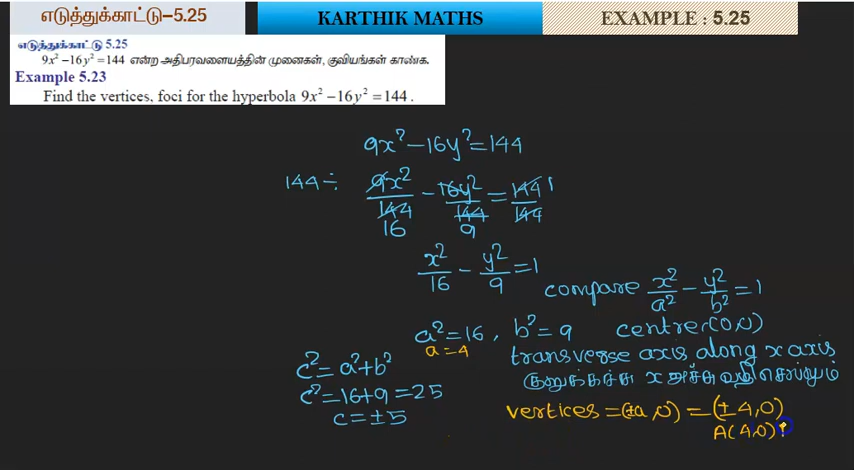 எடுத்துக்காட்டு–5.25
KARTHIK MATHS
EXAMPLE : 5.25
எடுத்துக்காட்டு 5.25
9x² −16y² =144 என்ற அதிபரவளையத்தின் முனைகள், குவியங்கள் காண்க.
Example 5.23
Find the vertices, foci for the hyperbola 9x² −16y² =144 .
9x² − 16y² = 144
144 ÷ 9x²/144 − 16y²/144 = 144/144 1
16 9
x²/16 − y²/9 = 1
compare x²/a² − y²/b² = 1
a² = 16 , b² = 9 centre, (0,0)
a = 4
transverse axis along x axis
குறுக்கச்சு x அச்சு வழி செல்லும்
c² = a² + b²
c² = 16 + 9 = 25
c = ±5
vertices = (±a, 0) = (± 4, 0)
A(4,0)